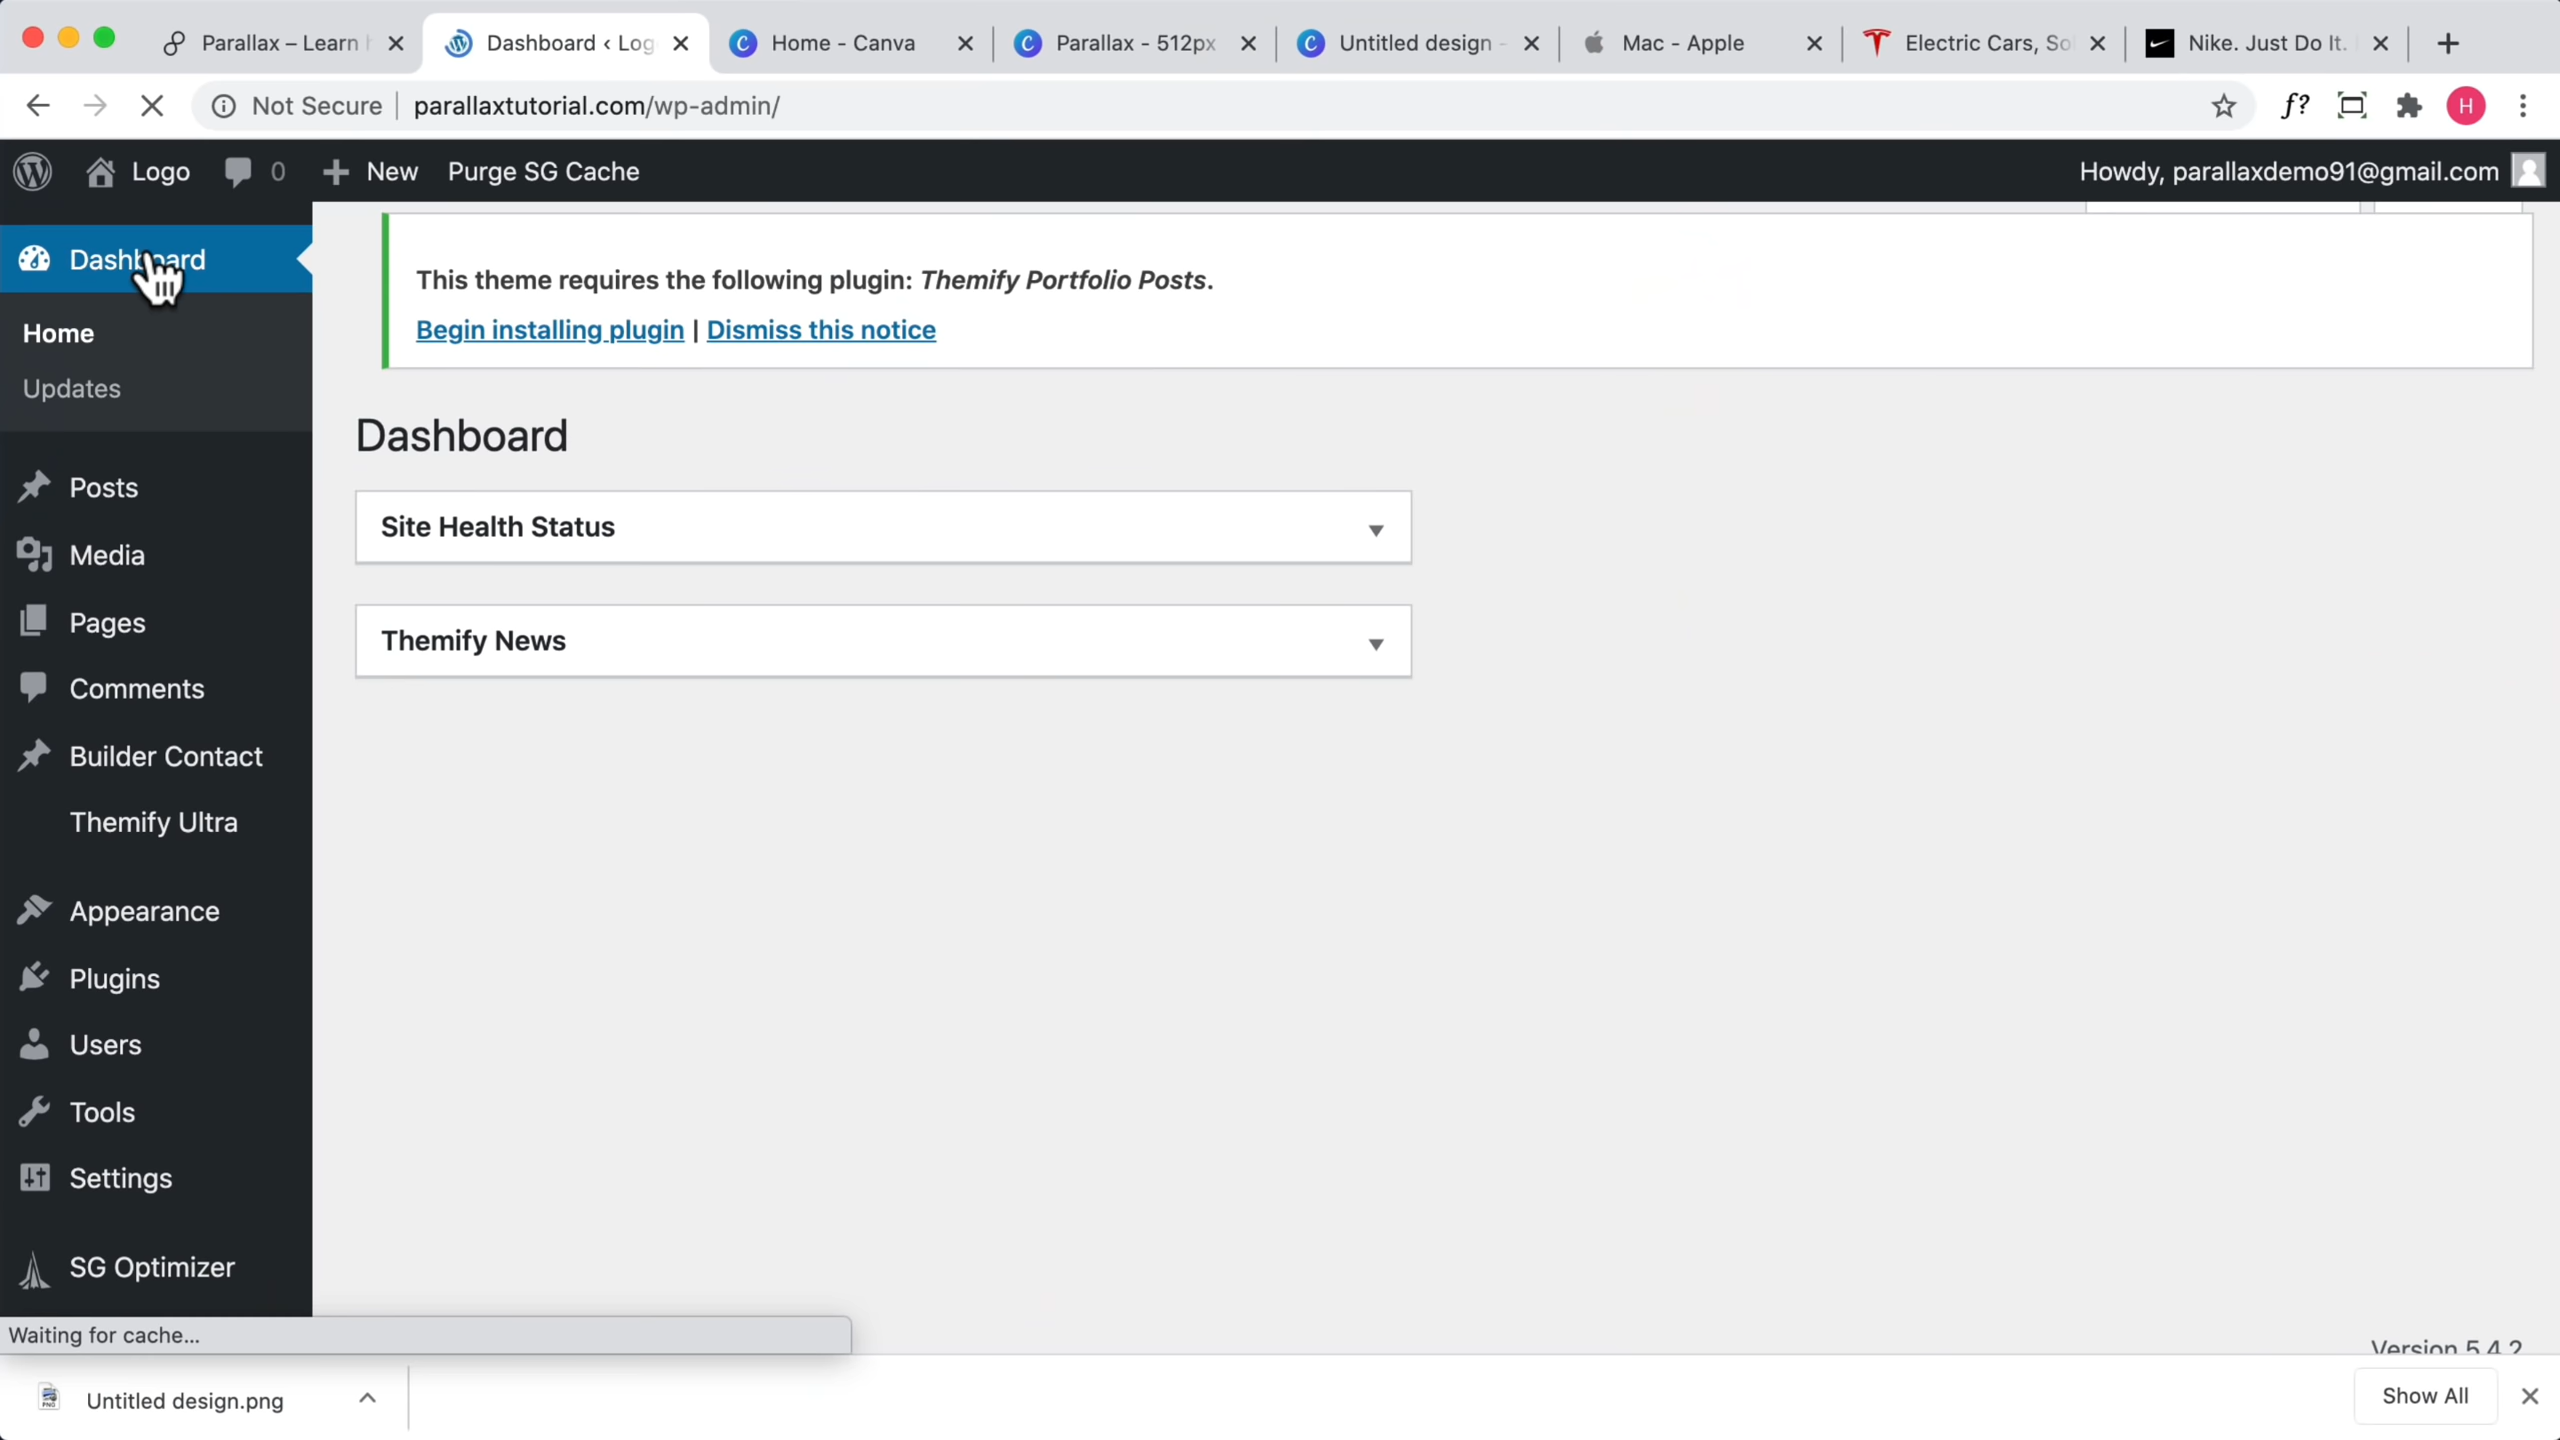 Parallax – Learn
Dashboard ‹ Log
Home - Canva
Parallax - 512px
Untitled design -
Mac - Apple
Electric Cars, So
Nike. Just Do It.
Not Secure
parallaxtutorial.com/wp-admin/
f?
H
Logo
0
New
Purge SG Cache
Howdy, parallaxdemo91@gmail.com
Dashboard
Home
Updates
Posts
Media
Pages
Comments
Builder Contact
Themify Ultra
Appearance
Plugins
Users
Tools
Settings
SG Optimizer
This theme requires the following plugin: Themify Portfolio Posts.
Begin installing plugin | Dismiss this notice
Dashboard
Site Health Status
Themify News
Version 5.4.2
Waiting for cache...
PNG
Untitled design.png
Show All